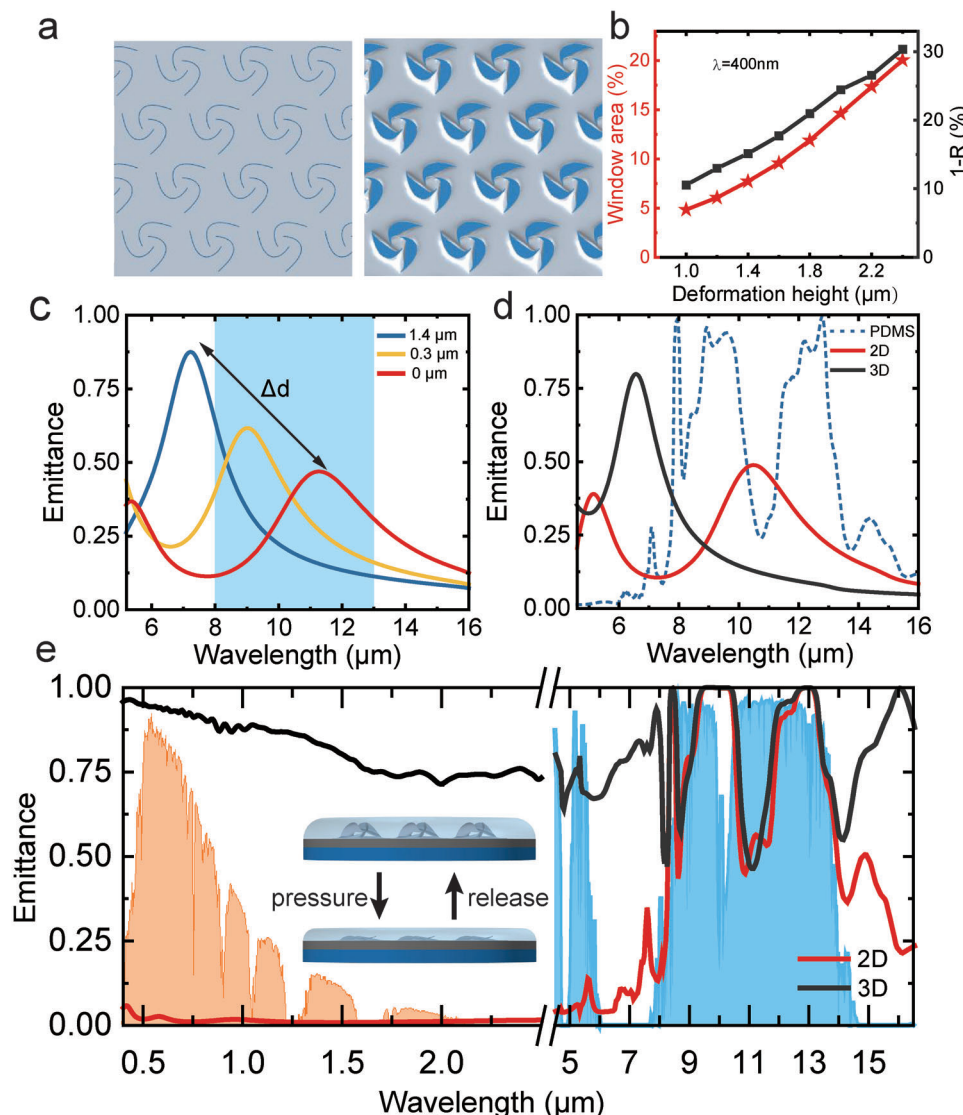 a
b
Window area (%)
20
15
10
5
0
λ=400nm
30
20
10
0
1-R (%)
1.0 1.4 1.8 2.2
Deformation height (μm)
c
Emittance
1.00
0.75
0.50
0.25
0.00
1.4 μm
0.3 μm
0 μm
Δd
6 8 10 12 14 16
Wavelength (μm)
d
Emittance
1.00
0.75
0.50
0.25
0.00
PDMS
2D
3D
6 8 10 12 14 16
Wavelength (μm)
e
Emittance
1.00
0.75
0.50
0.25
0.00
pressure
release
2D
3D
0.5 1.0 1.5 2.0 5 7 9 11 13 15
Wavelength (μm)